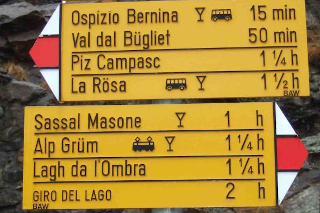 Ospizio Bernina 15 min
Val dal Bügliet 50 min
Piz Campasc 1 ¼ h
La Rösa 1 ½ h
BAW
Sassal Masone 1 h
Alp Grüm 1 ¼ h
Lagh da l'Ombra 1 ¼ h
GIRO DEL LAGO 2 h
BAW